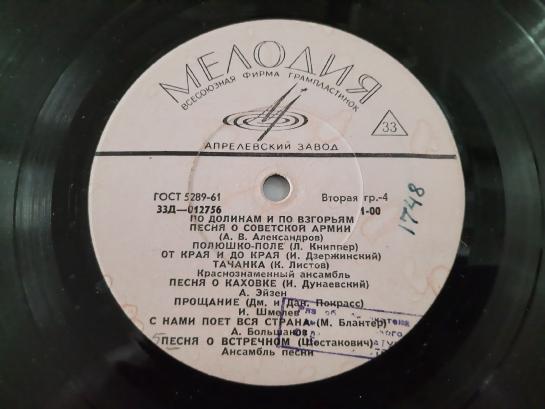 МЕЛОДИЯ
ВСЕСОЮЗНАЯ ФИРМА ГРАМПЛАСТИНОК
33
АПРЕЛЕВСКИЙ ЗАВОД
ГОСТ 5289-61 Вторая гр.-4
33Д—012756 1-00
1748
ПО ДОЛИНАМ И ПО ВЗГОРЬЯМ
ПЕСНЯ О СОВЕТСКОЙ АРМИИ
(А. В. Александров)
ПОЛЮШКО-ПОЛЕ (Л. Книппер)
ОТ КРАЯ И ДО КРАЯ (И. Дзержинский)
ТАЧАНКА (К. Листов)
Краснознаменный ансамбль
ПЕСНЯ О КАХОВКЕ (И. Дунаевский)
А. Эйзен
ПРОЩАНИЕ (Дм. и Дан. Покрасс)
И. Шмелев
С НАМИ ПОЕТ ВСЯ СТРАНА (М. Блантер)
А. Большаков
ПЕСНЯ О ВСТРЕЧНОМ (Шостакович)
Ансамбль песни